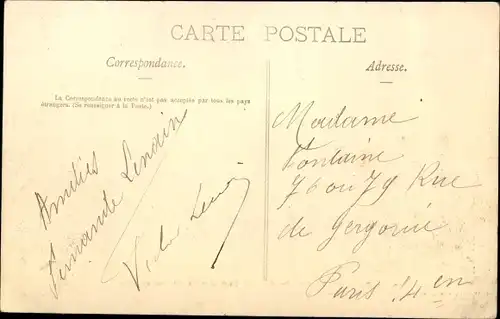 CARTE POSTALE
Correspondance.
Adresse.
La Correspondance au recto n'est pas acceptée par tous les pays
étrangers. (Se renseigner à la Poste.)
Amitiés
Fernande Lenain
Victor
Madame
Fontaine
76 ou 79 Rue
de Gergovie
Paris 14 em